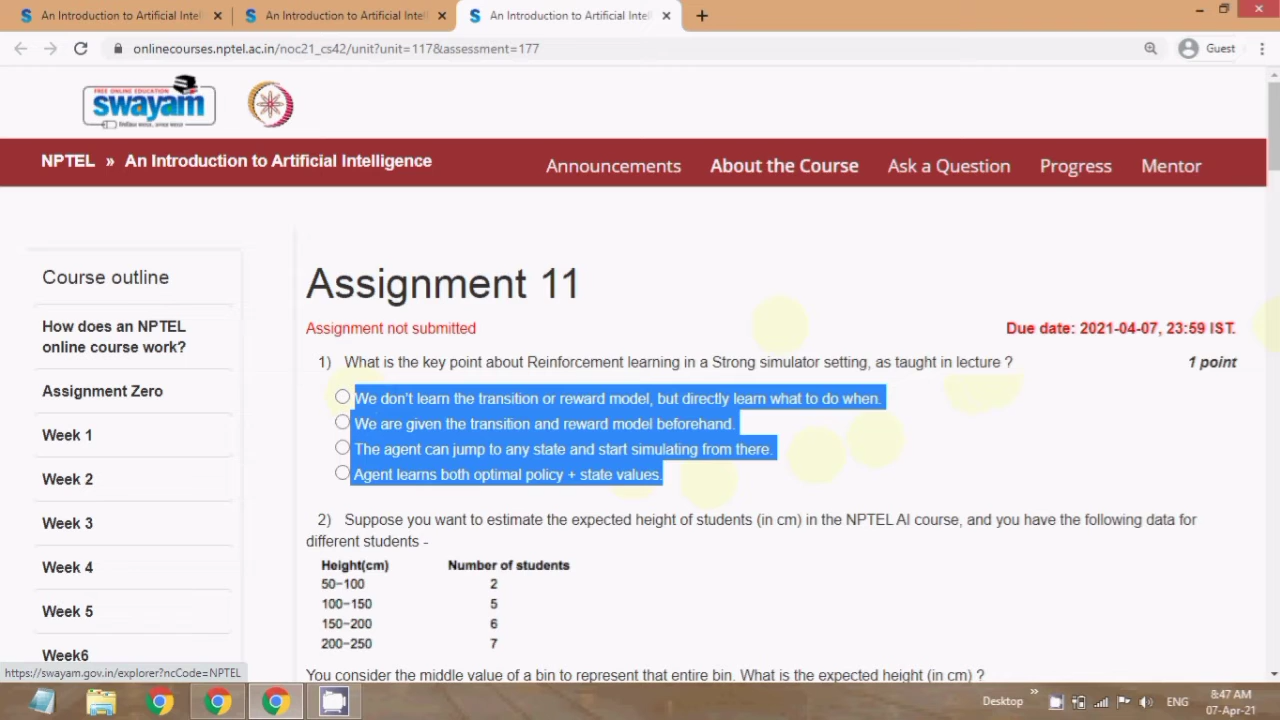 An Introduction to Artificial Intel
An Introduction to Artificial Intel
An Introduction to Artificial Intel
onlinecourses.nptel.ac.in/noc21_cs42/unit?unit=117&assessment=177
Guest
FREE ONLINE EDUCATION
swayam
NPTEL » An Introduction to Artificial Intelligence
Announcements About the Course Ask a Question Progress Mentor
Course outline
How does an NPTEL
online course work?
Assignment Zero
Week 1
Week 2
Week 3
Week 4
Week 5
Week6
Assignment 11
Assignment not submitted
Due date: 2021-04-07, 23:59 IST.
1) What is the key point about Reinforcement learning in a Strong simulator setting, as taught in lecture ?
1 point
We don't learn the transition or reward model, but directly learn what to do when.
We are given the transition and reward model beforehand.
The agent can jump to any state and start simulating from there.
Agent learns both optimal policy + state values.
2) Suppose you want to estimate the expected height of students (in cm) in the NPTEL AI course, and you have the following data for
different students -
Height(cm) Number of students
50-100 2
100-150 5
150-200 6
200-250 7
You consider the middle value of a bin to represent that entire bin. What is the expected height (in cm) ?
https://swayam.gov.in/explorer?ncCode=NPTEL
Desktop
ENG
8:47 AM
07-Apr-21